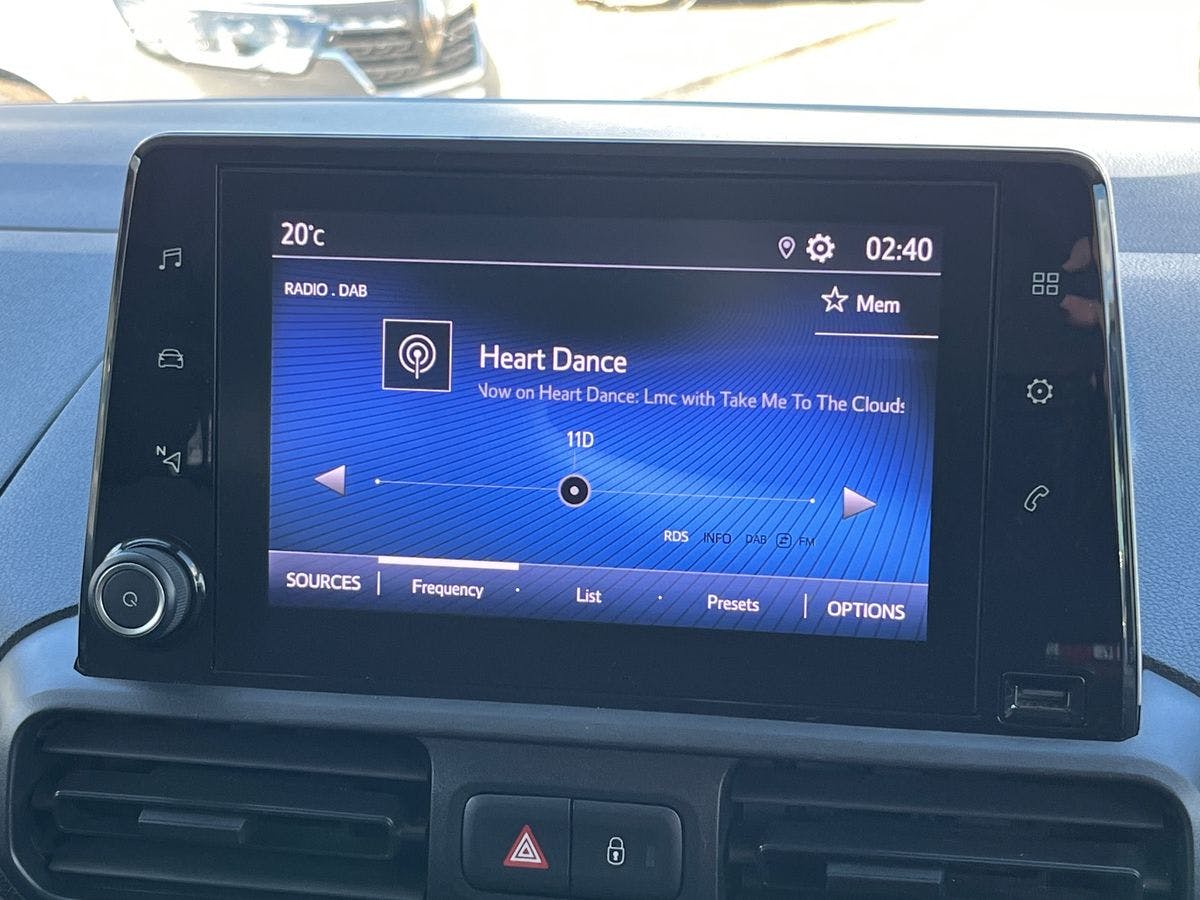 20°C
02:40
RADIO . DAB
Mem
Heart Dance
Now on Heart Dance: Lmc with Take Me To The Clouds
11D
RDS INFO DAB FM
SOURCES Frequency List Presets OPTIONS
N